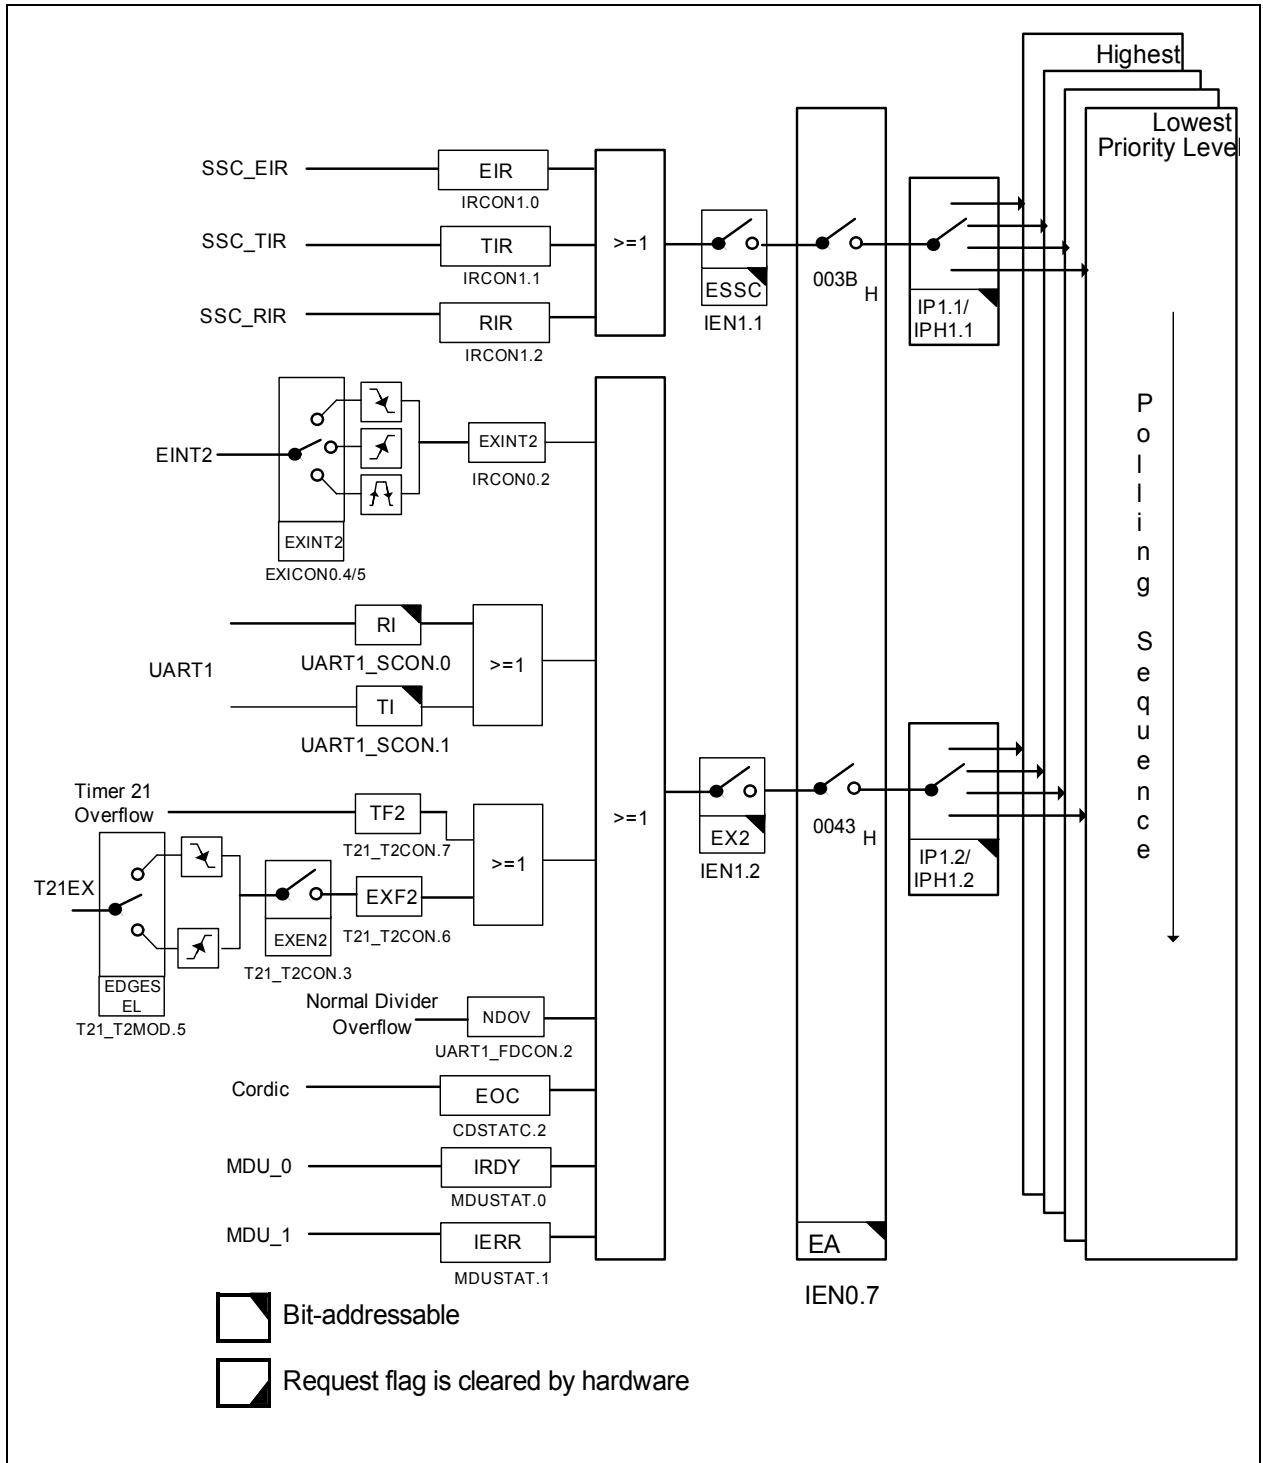 Highest
Lowest
Priority Level
SSC_EIR
EIR
IRCON1.0
SSC_TIR
TIR
IRCON1.1
SSC_RIR
RIR
IRCON1.2
>=1
ESSC
IEN1.1
003B H
IP1.1/
IPH1.1
EINT2
EXINT2
EXICON0.4/5
EXINT2
IRCON0.2
UART1
RI
UART1_SCON.0
TI
UART1_SCON.1
>=1
Timer 21
Overflow
TF2
T21_T2CON.7
T21EX
EDGES
EL
T21_T2MOD.5
EXEN2
T21_T2CON.3
EXF2
T21_T2CON.6
>=1
Normal Divider
Overflow
NDOV
UART1_FDCON.2
Cordic
EOC
CDSTATC.2
MDU_0
IRDY
MDUSTAT.0
MDU_1
IERR
MDUSTAT.1
>=1
EX2
IEN1.2
0043 H
IP1.2/
IPH1.2
EA
IEN0.7
Polling Sequence
Bit-addressable
Request flag is cleared by hardware